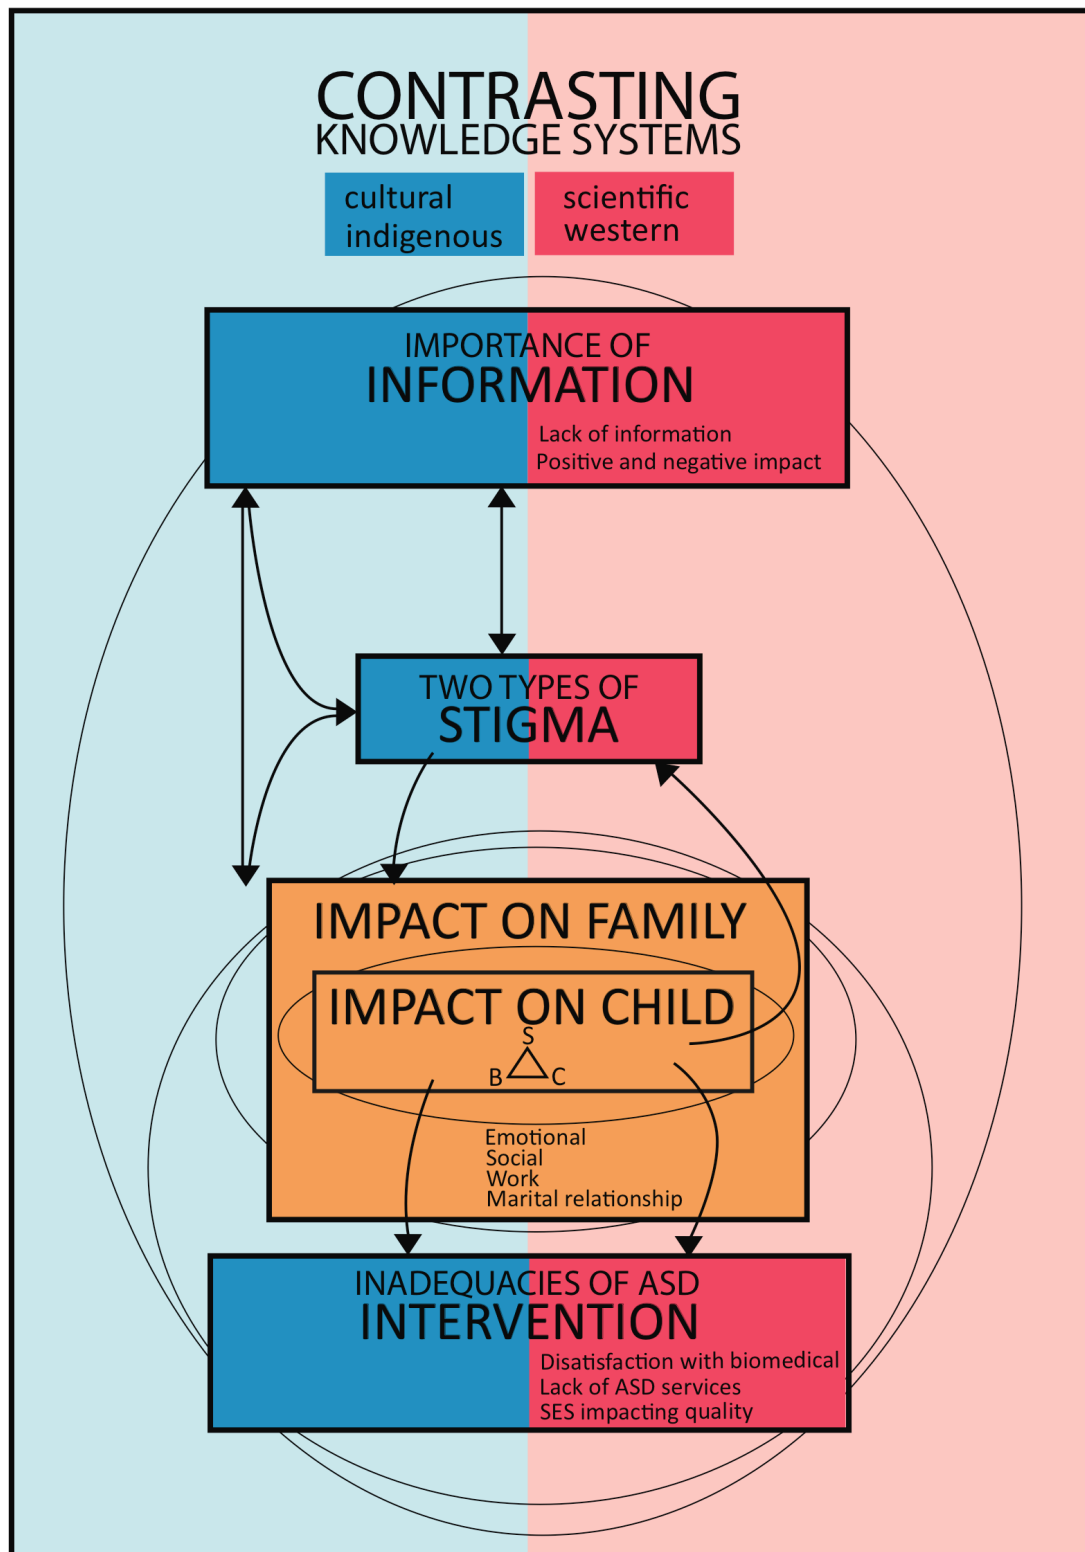 CONTRASTING
KNOWLEDGE SYSTEMS
cultural
indigenous
scientific
western
IMPORTANCE OF
INFORMATION
Lack of information
Positive and negative impact
TWO TYPES OF
STIGMA
IMPACT ON FAMILY
IMPACT ON CHILD
S
B C
Emotional
Social
Work
Marital relationship
INADEQUACIES OF ASD
INTERVENTION
Disatisfaction with biomedical
Lack of ASD services
SES impacting quality